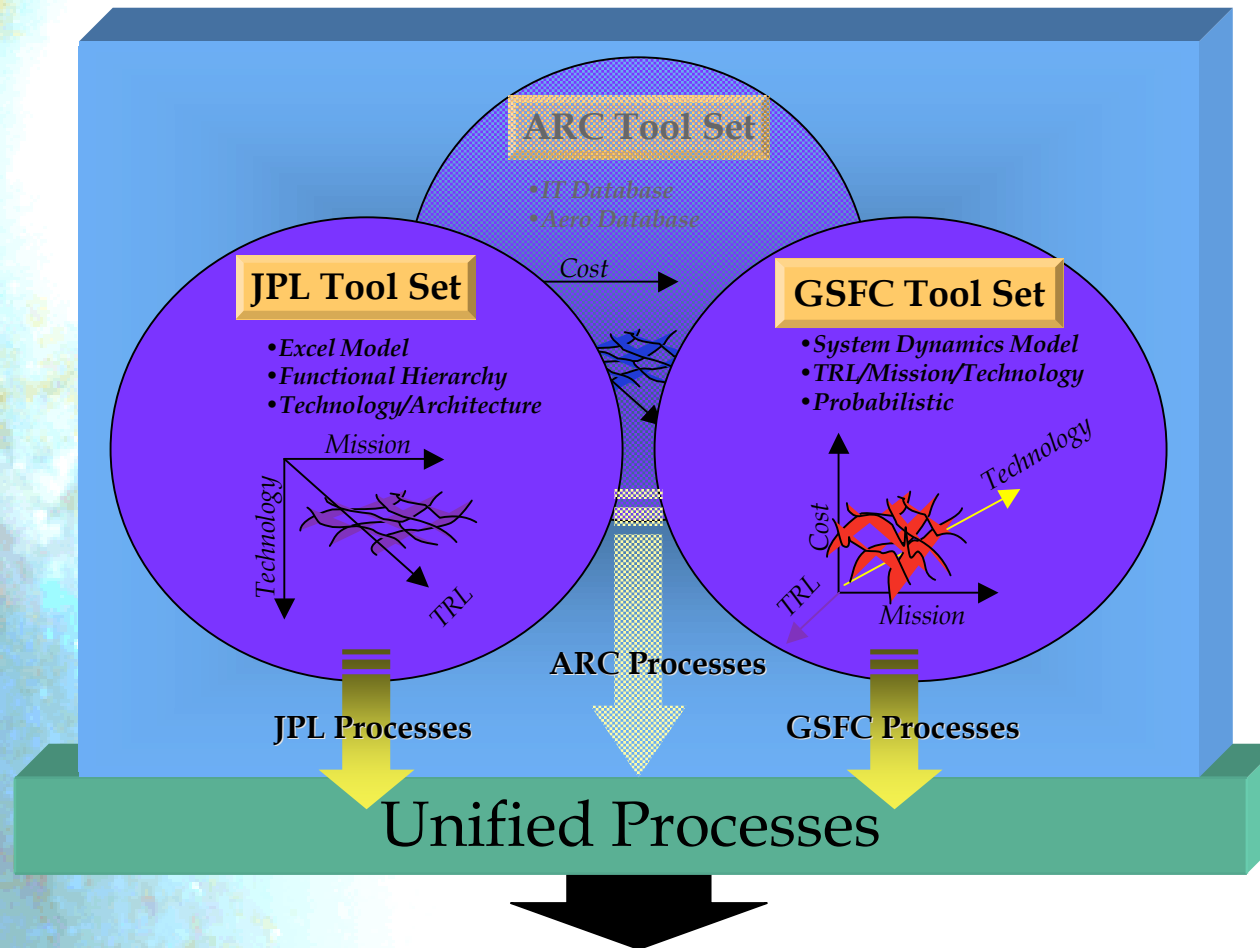 ARC Tool Set
•IT Database
•Aero Database
Cost
JPL Tool Set
•Excel Model
•Functional Hierarchy
•Technology/Architecture
Mission
Technology
TRL
GSFC Tool Set
•System Dynamics Model
•TRL/Mission/Technology
•Probabilistic
Technology
Cost
TRL
Mission
ARC Processes
JPL Processes
GSFC Processes
Unified Processes